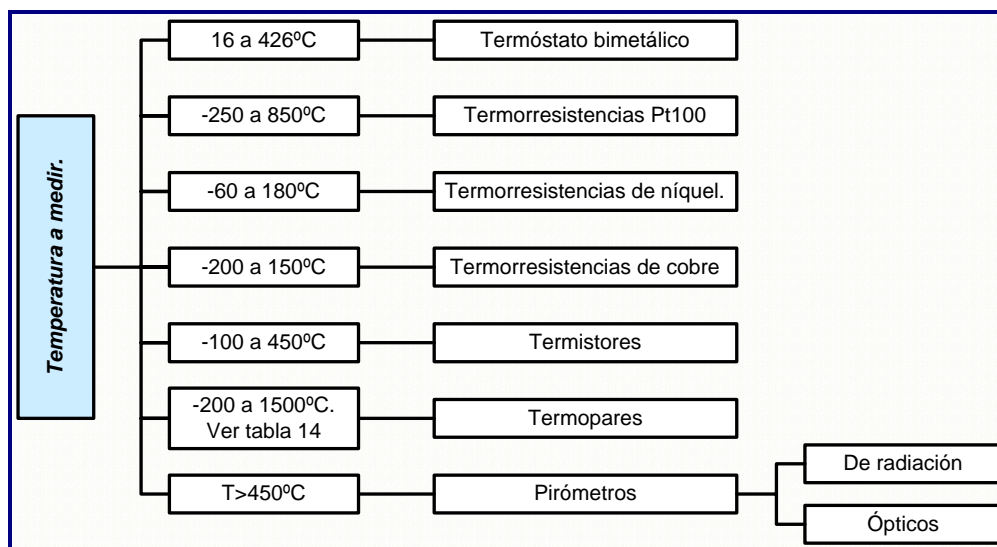 Temperatura a medir.
16 a 426ºC
Termóstato bimetálico
-250 a 850ºC
Termorresistencias Pt100
-60 a 180ºC
Termorresistencias de níquel.
-200 a 150ºC
Termorresistencias de cobre
-100 a 450ºC
Termistores
-200 a 1500ºC.
Ver tabla 14
Termopares
T>450ºC
Pirómetros
De radiación
Ópticos